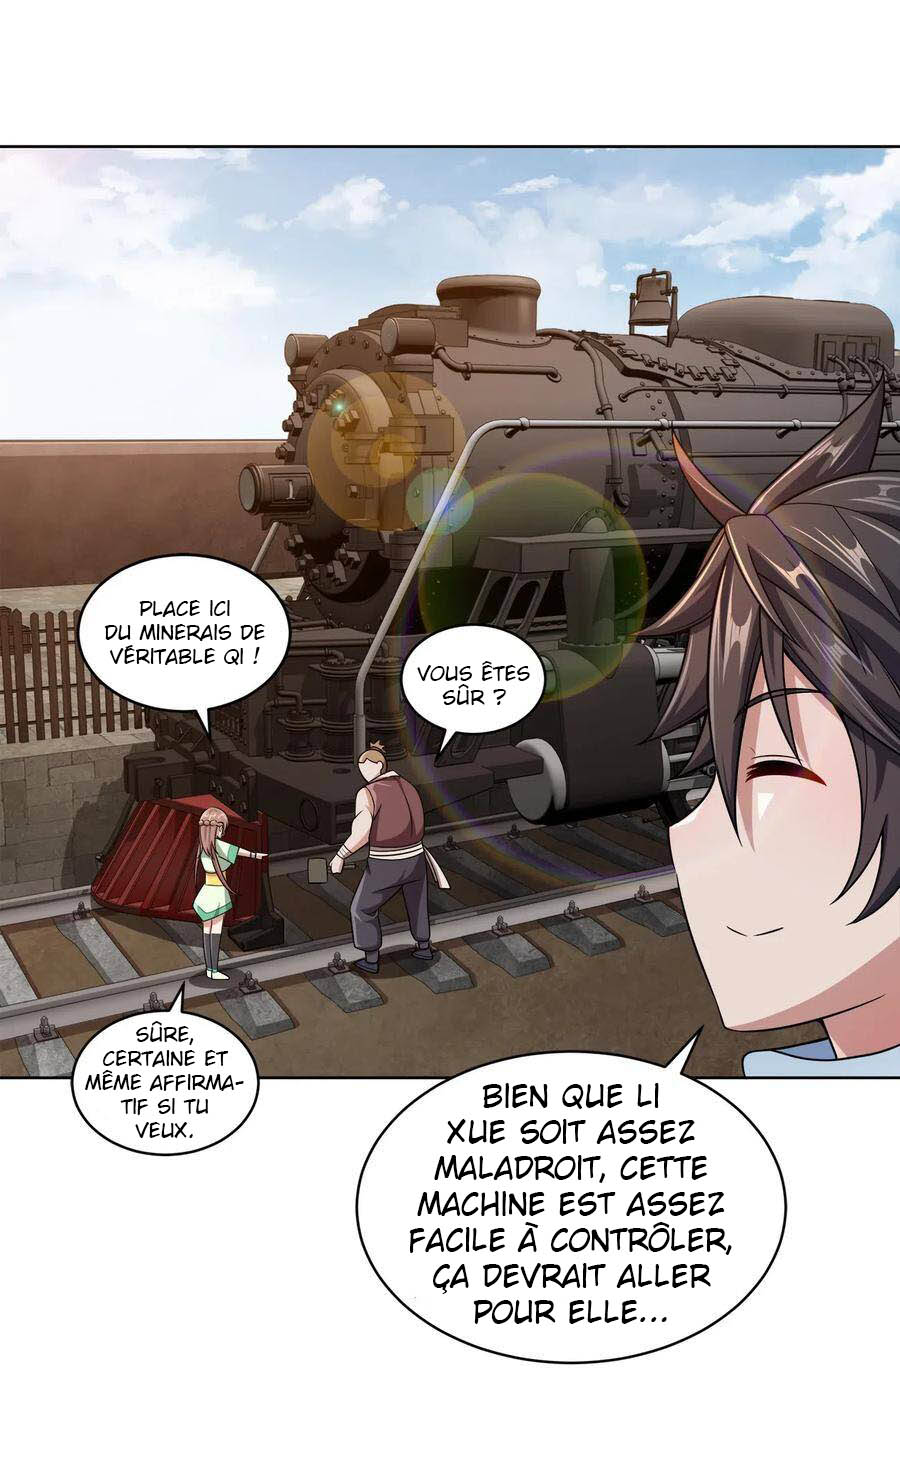 1
PLACE ICI
DU MINERAIS DE
VÉRITABLE QI !
VOUS ÊTES
SÛR ?
SÛRE,
CERTAINE ET
MÊME AFFIRMA-
TIF SI TU
VEUX.
BIEN QUE LI
XUE SOIT ASSEZ
MALADROIT, CETTE
MACHINE EST ASSEZ
FACILE À CONTRÔLER,
ÇA DEVRAIT ALLER
POUR ELLE...